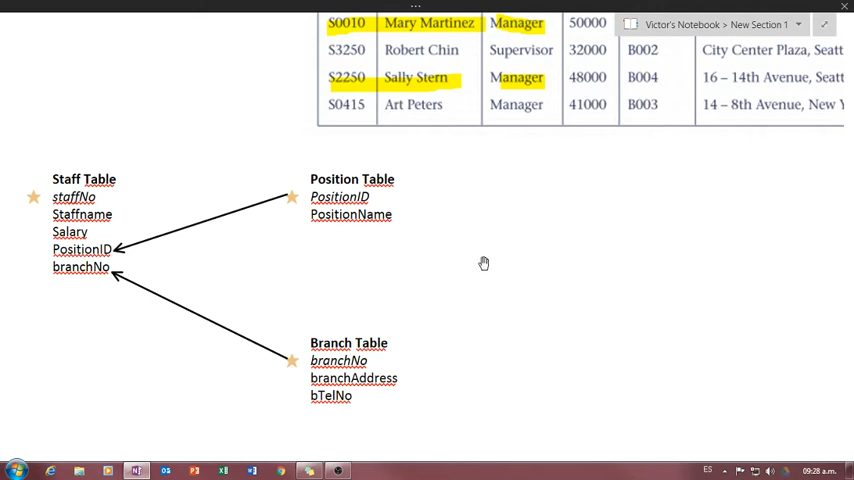 Victor's Notebook > New Section 1
S0010 Mary Martinez Manager 50000
S3250 Robert Chin Supervisor 32000 B002 City Center Plaza, Seatt
S2250 Sally Stern Manager 48000 B004 16 – 14th Avenue, Seatt
S0415 Art Peters Manager 41000 B003 14 – 8th Avenue, New Y
Staff Table
staffNo
Staffname
Salary
PositionID
branchNo
Position Table
PositionID
PositionName
Branch Table
branchNo
branchAddress
bTelNo
ES 09:28 a.m.